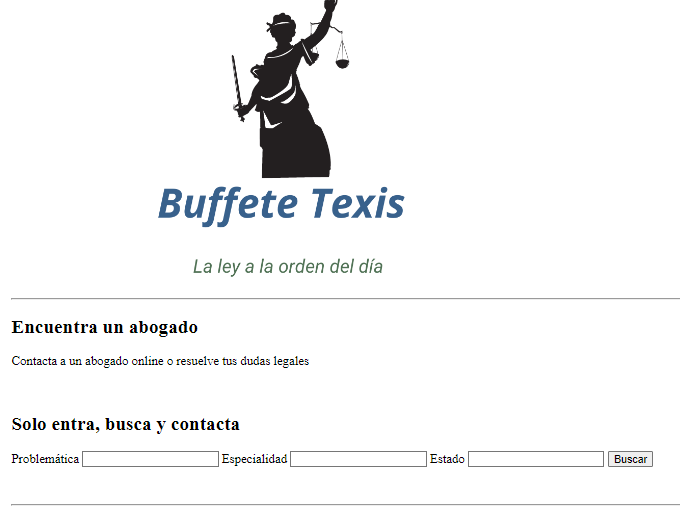 Buffete Texis
La ley a la orden del día
Encuentra un abogado
Contacta a un abogado online o resuelve tus dudas legales
Solo entra, busca y contacta
Problemática Especialidad Estado Buscar